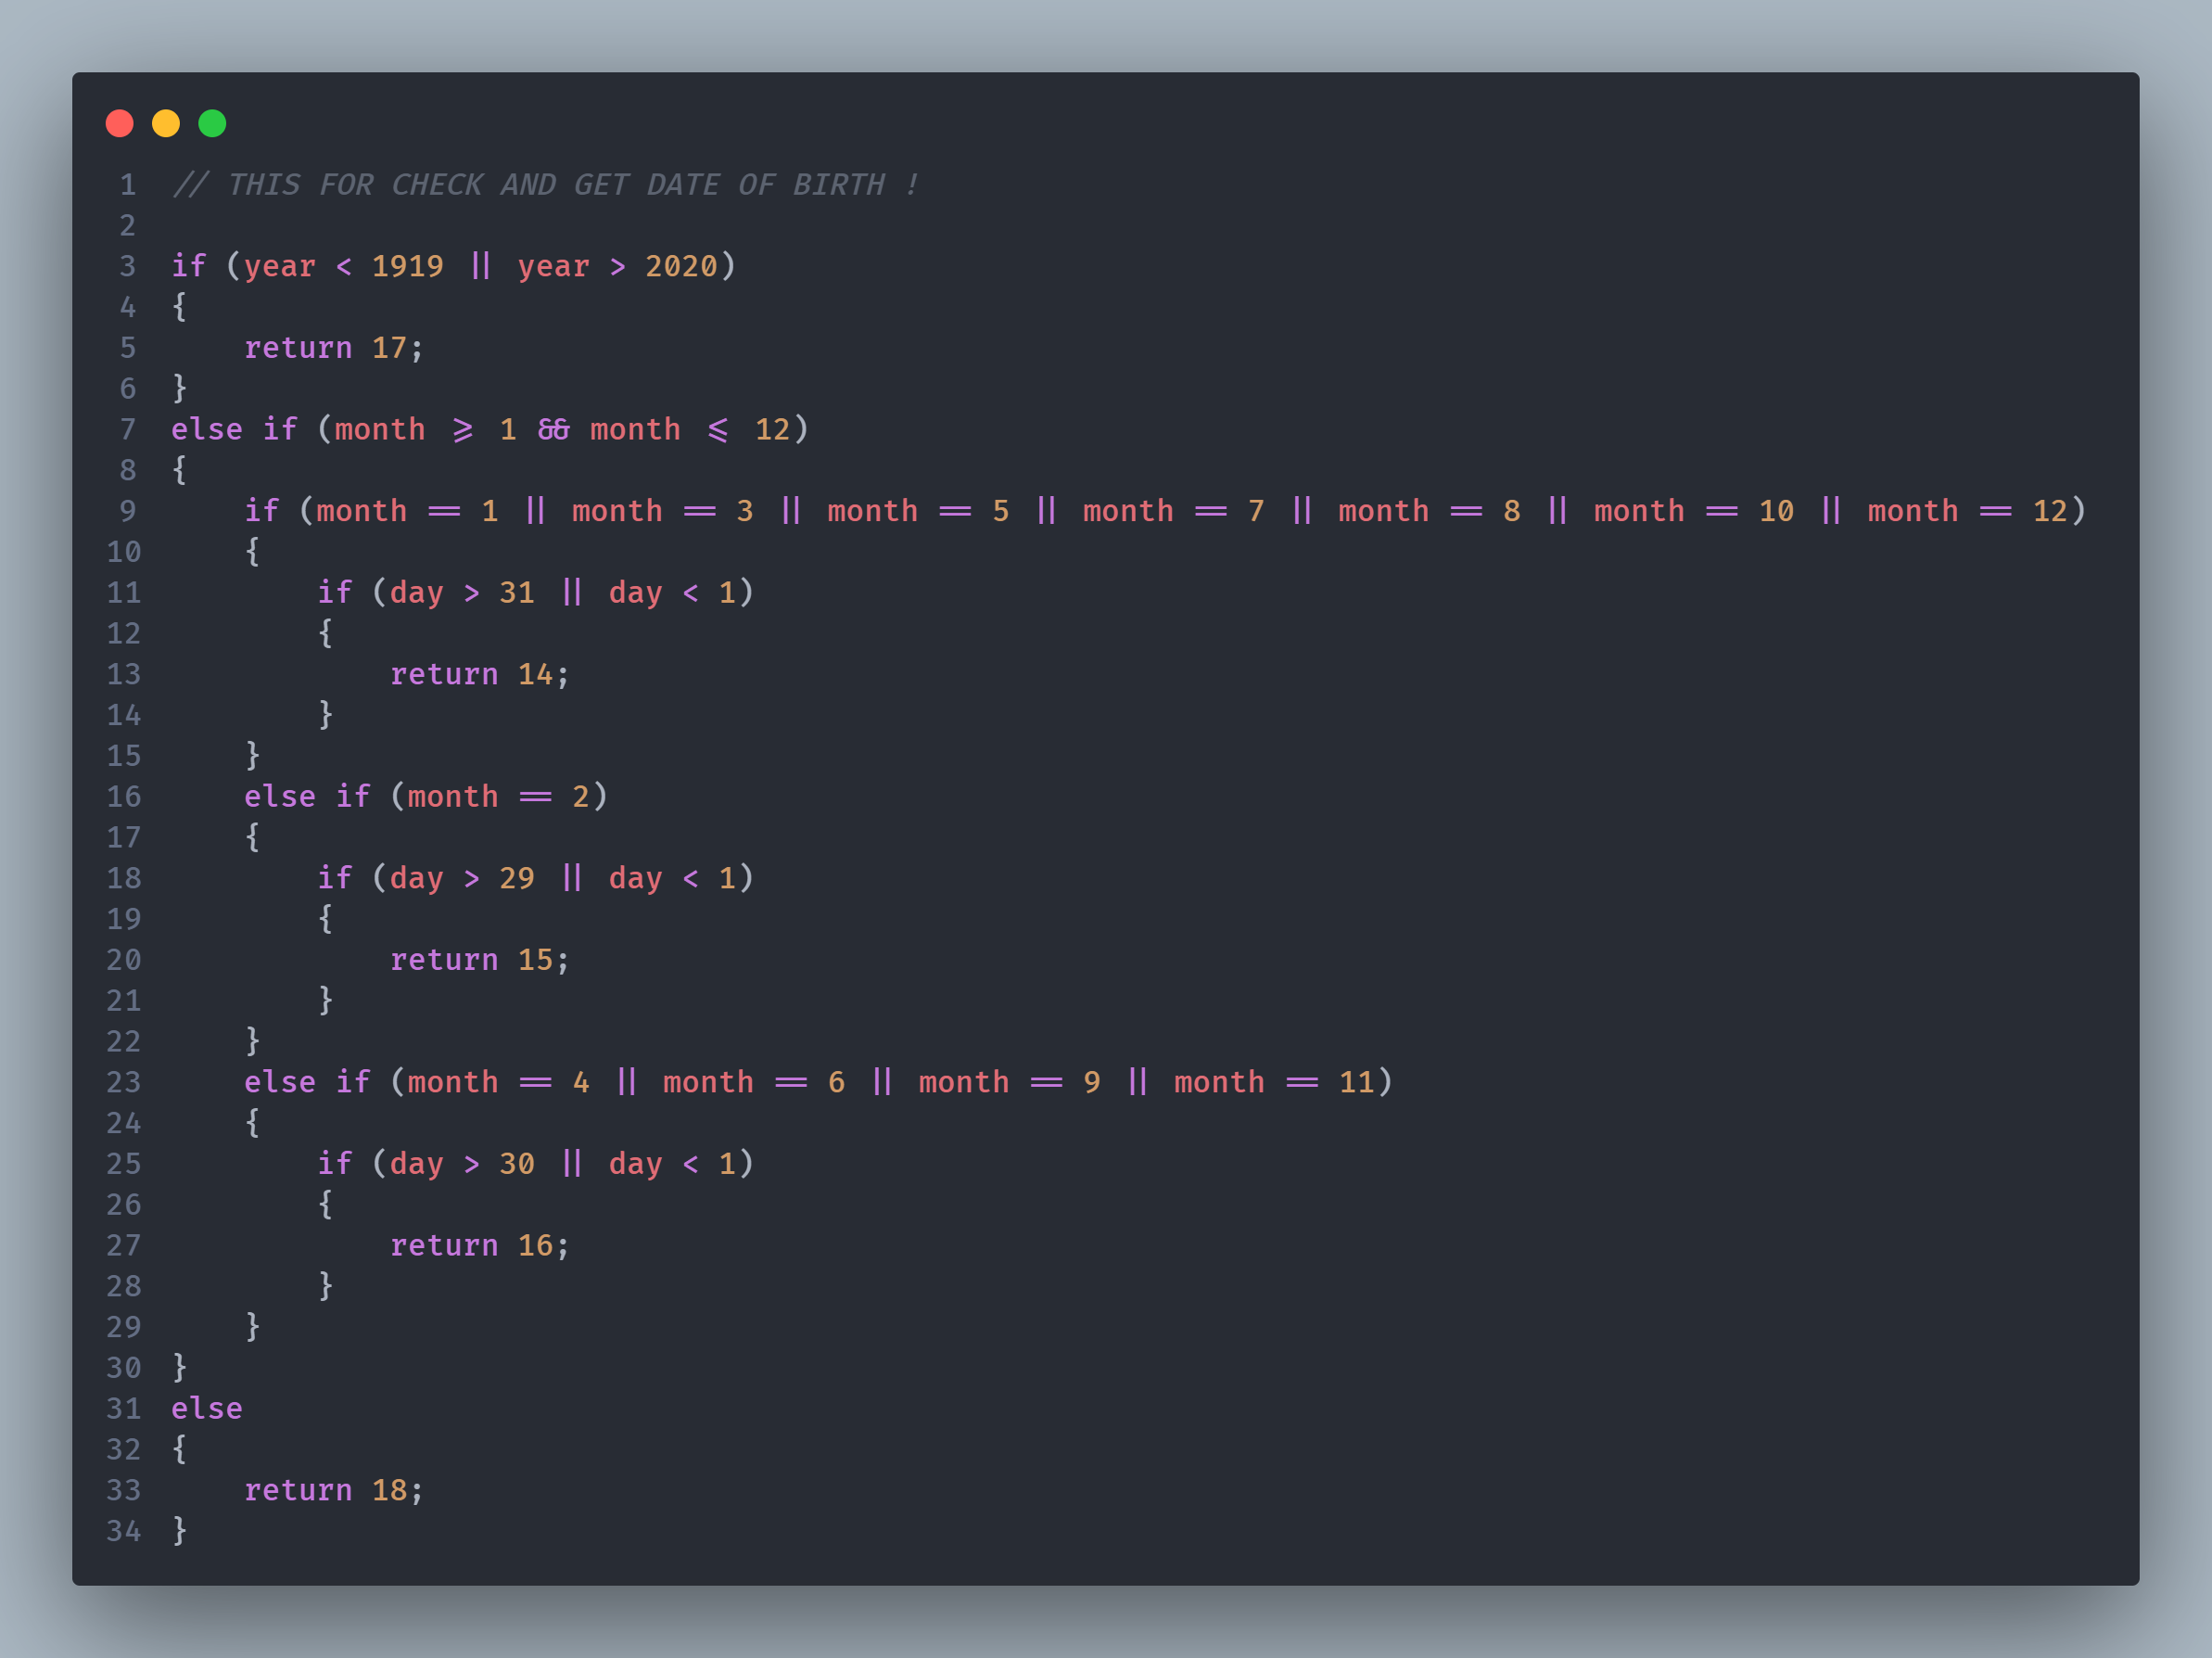 1 // THIS FOR CHECK AND GET DATE OF BIRTH !
2
3 if (year < 1919 || year > 2020)
4 {
5     return 17;
6 }
7 else if (month >= 1 && month <= 12)
8 {
9     if (month == 1 || month == 3 || month == 5 || month == 7 || month == 8 || month == 10 || month == 12)
10     {
11         if (day > 31 || day < 1)
12         {
13             return 14;
14         }
15     }
16     else if (month == 2)
17     {
18         if (day > 29 || day < 1)
19         {
20             return 15;
21         }
22     }
23     else if (month == 4 || month == 6 || month == 9 || month == 11)
24     {
25         if (day > 30 || day < 1)
26         {
27             return 16;
28         }
29     }
30 }
31 else
32 {
33     return 18;
34 }